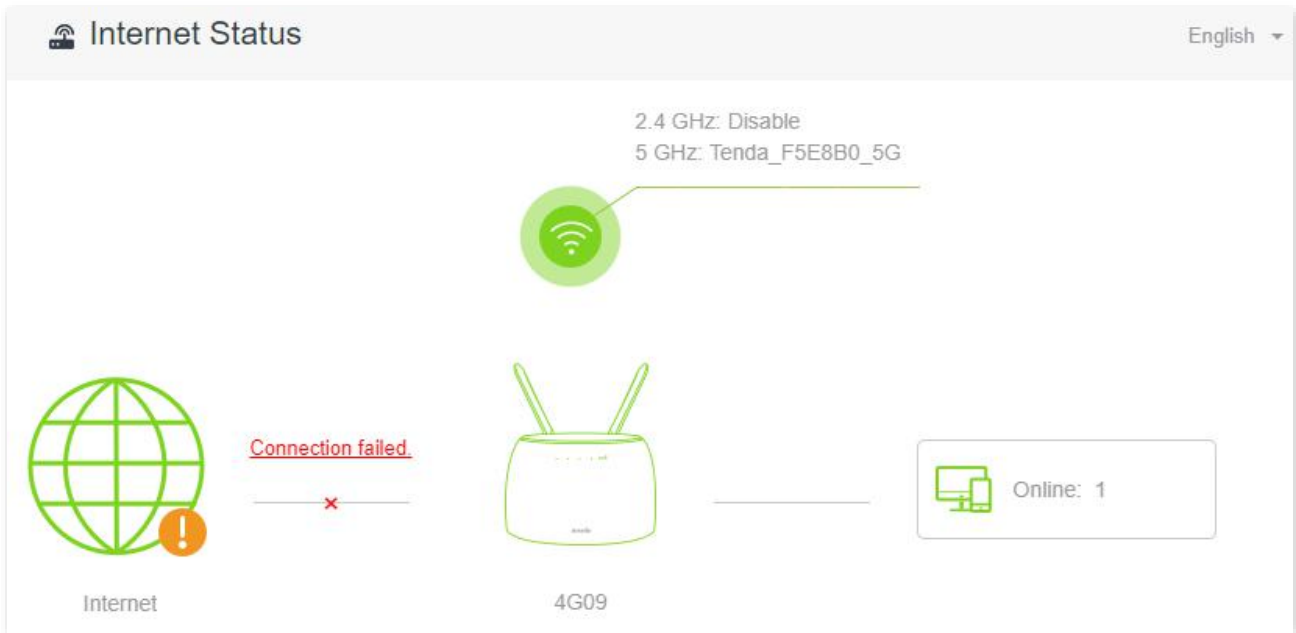 Internet Status
English
2.4 GHz: Disable
5 GHz: Tenda_F5E8B0_5G
Connection failed.
Online: 1
Internet
4G09